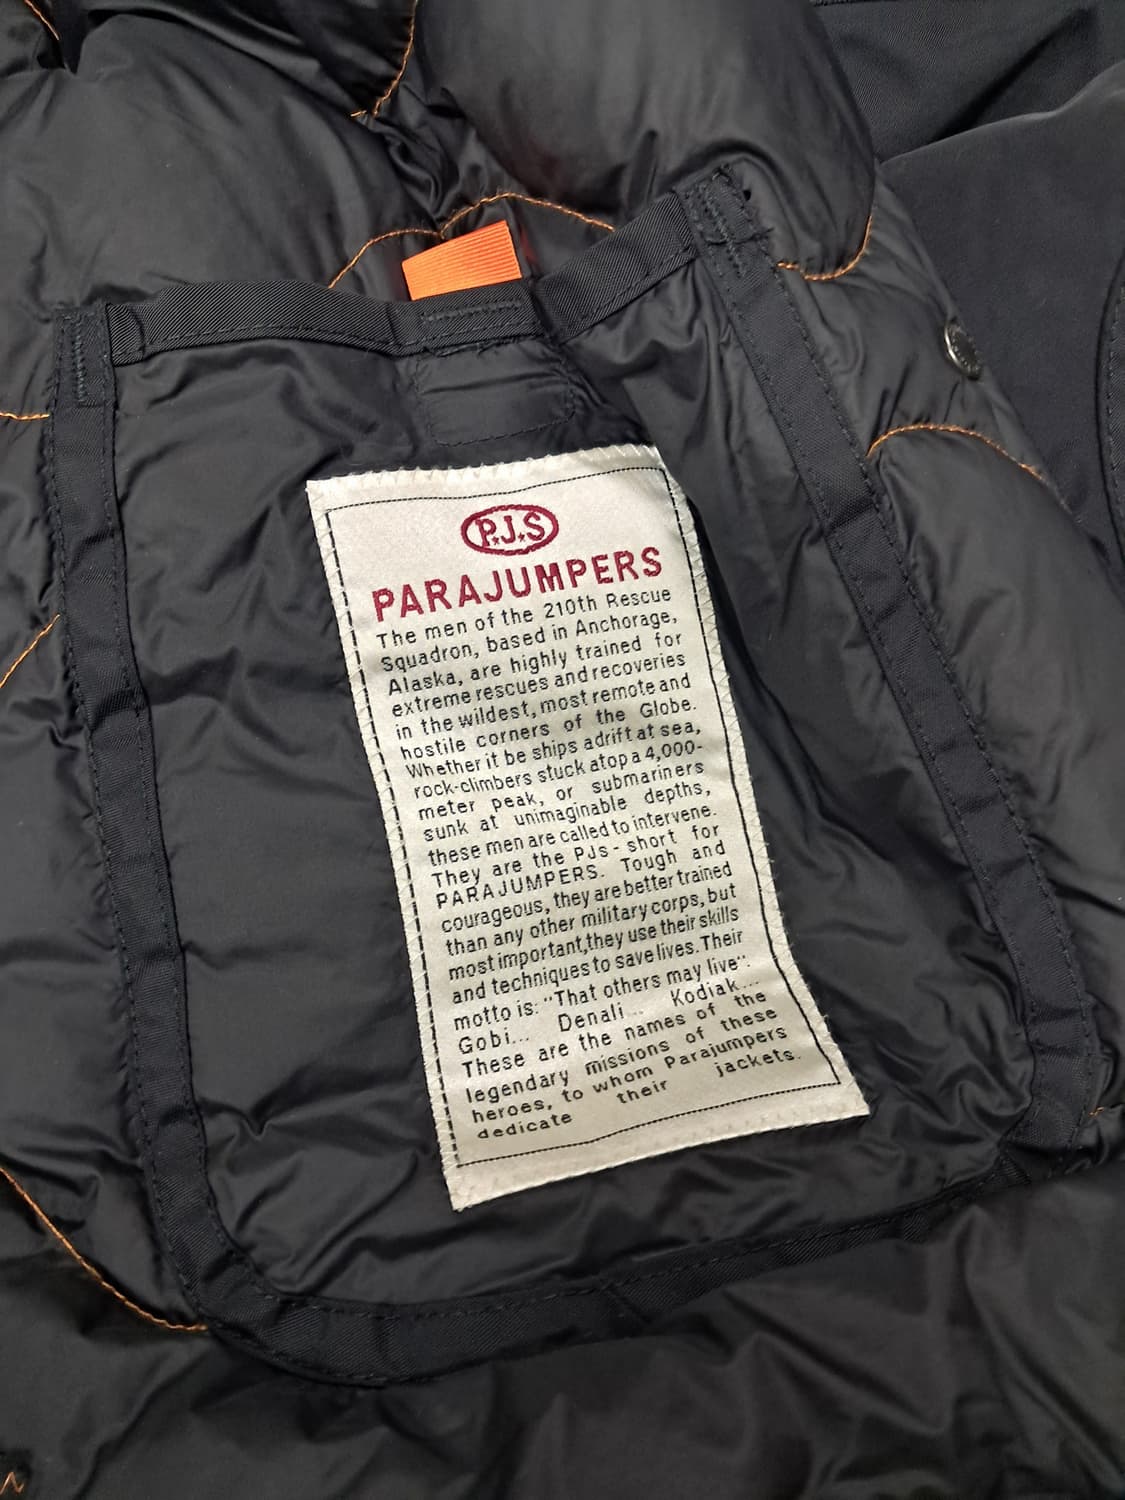 P.J.S
PARAJUMPERS
The men of the 210th Rescue
Squadron, based in Anchorage,
Alaska, are highly trained for
extreme rescues and recoveries
in the wildest, most remote and
hostile corners of the Globe.
Whether it be ships adrift at sea,
rock-climbers stuck atop a 4,000-
meter peak, or submariners
sunk at unimaginable depths,
these men are called to intervene.
They are the PJs - short for
PARAJUMPERS. Tough and
courageous, they are better trained
than any other military corps, but
most important, they use their skills
and techniques to save lives. Their
motto is: "That others may live".
Gobi... Denali... Kodiak...
These are the names of the
legendary missions of these
heroes, to whom Parajumpers
dedicate their jackets.